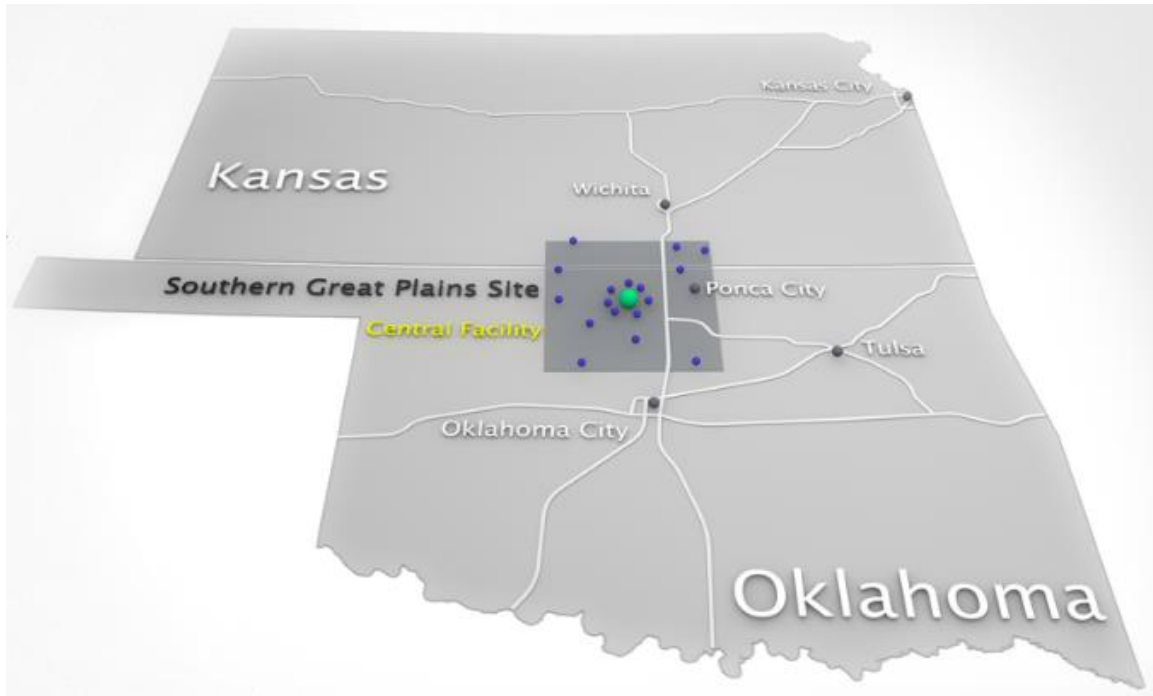 Kansas City
Kansas
Wichita
Southern Great Plains Site
Ponca City
Central Facility
Tulsa
Oklahoma City
Oklahoma